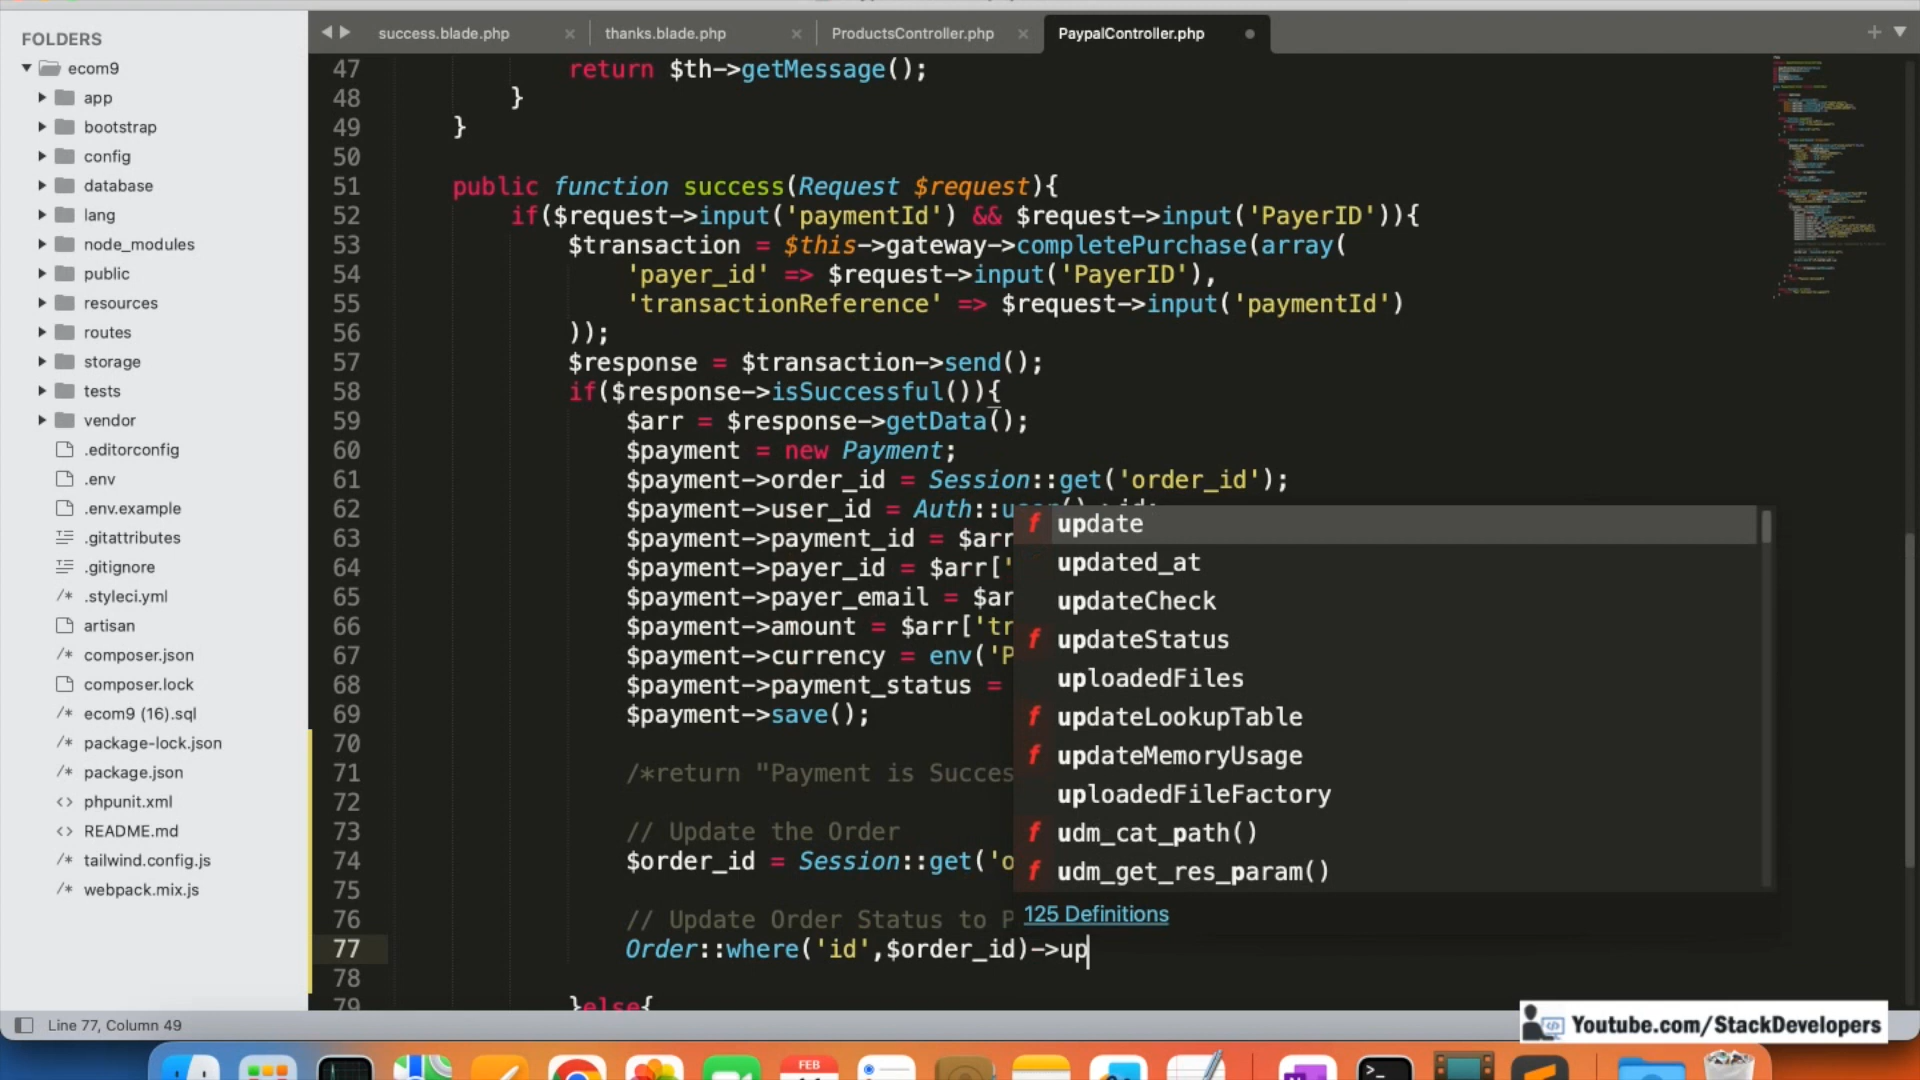 FOLDERS
ecom9
app
bootstrap
config
database
lang
node_modules
public
resources
routes
storage
tests
vendor
.editorconfig
.env
.env.example
.gitattributes
.gitignore
/* .styleci.yml
artisan
/* composer.json
composer.lock
/* ecom9 (16).sql
/* package-lock.json
/* package.json
<> phpunit.xml
<> README.md
/* tailwind.config.js
/* webpack.mix.js
success.blade.php × thanks.blade.php × ProductsController.php × PaypalController.php
47 return $th->getMessage();
48 }
49 }
50
51 public function success(Request $request){
52 if($request->input('paymentId') && $request->input('PayerID')){
53 $transaction = $this->gateway->completePurchase(array(
54 'payer_id' => $request->input('PayerID'),
55 'transactionReference' => $request->input('paymentId')
56 ));
57 $response = $transaction->send();
58 if($response->isSuccessful()){
59 $arr = $response->getData();
60 $payment = new Payment;
61 $payment->order_id = Session::get('order_id');
62 $payment->user_id = Auth::user()->id;
63 $payment->payment_id = $arr
64 $payment->payer_id = $arr['
65 $payment->payer_email = $ar
66 $payment->amount = $arr['tr
67 $payment->currency = env('P
68 $payment->payment_status =
69 $payment->save();
70
71 /*return "Payment is Succes
72
73 // Update the Order
74 $order_id = Session::get('o
75
76 // Update Order Status to P
77 Order::where('id',$order_id)->up
78
79 }else{
f update
updated_at
updateCheck
f updateStatus
uploadedFiles
f updateLookupTable
f updateMemoryUsage
uploadedFileFactory
f udm_cat_path()
f udm_get_res_param()
125 Definitions
Line 77, Column 49
Youtube.com/StackDevelopers
FEB